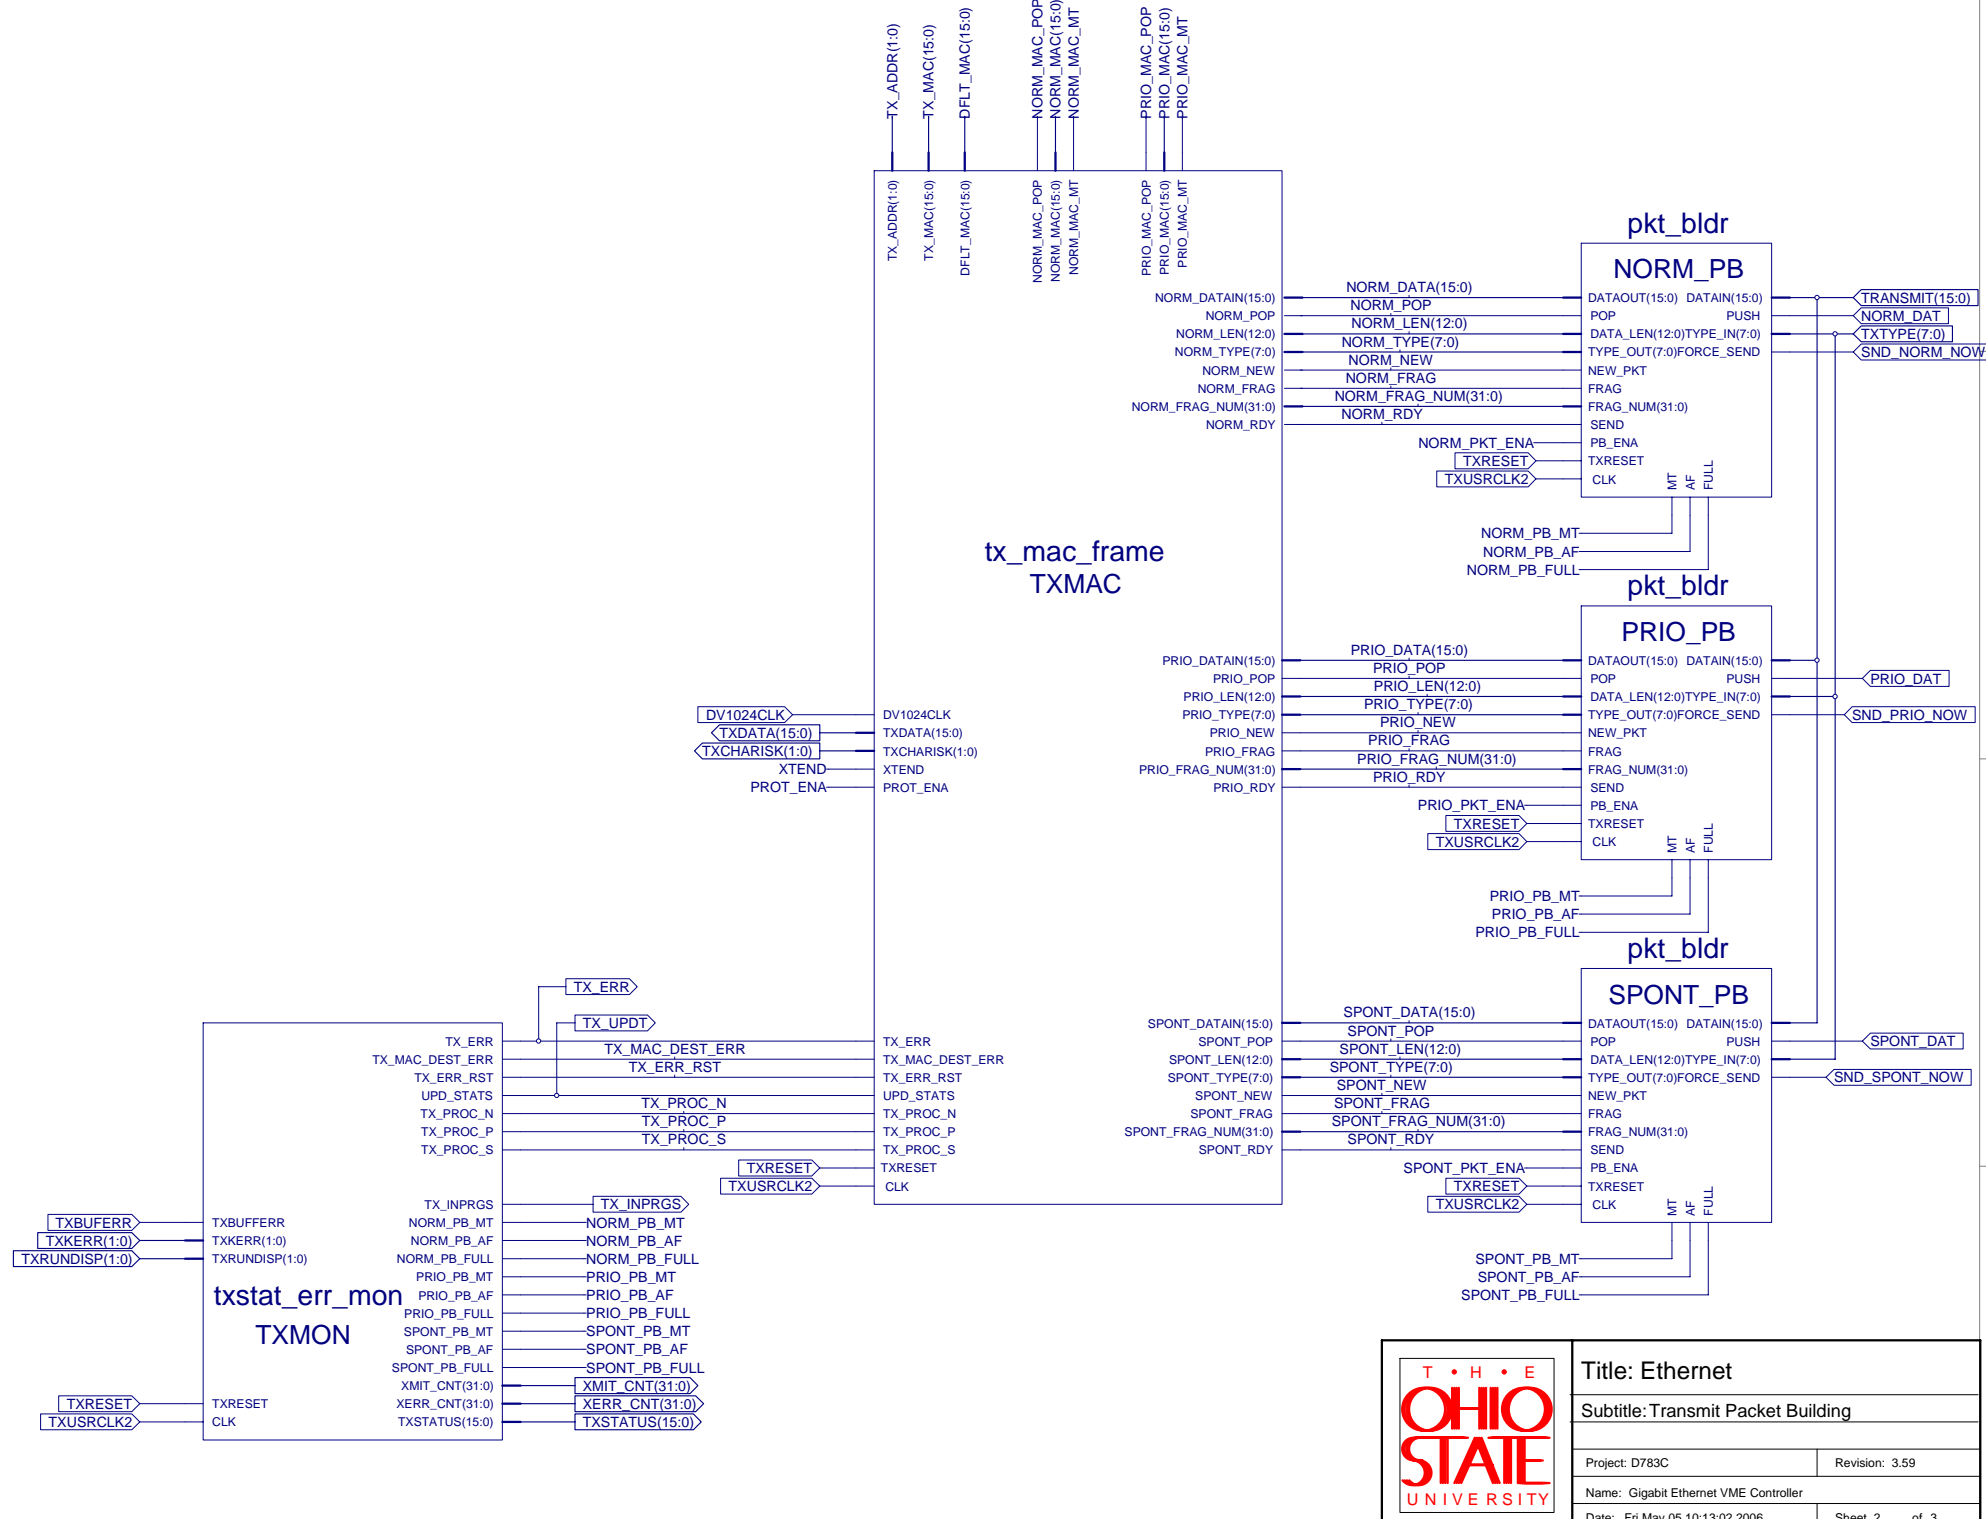 TX_ADDR(1:0)
TX_MAC(15:0)
DFLT_MAC(15:0)
NORM_MAC_POP
NORM_MAC(15:0)
NORM_MAC_MT
PRIO_MAC_POP
PRIO_MAC(15:0)
PRIO_MAC_MT
TX_ADDR(1:0)
TX_MAC(15:0)
DFLT_MAC(15:0)
NORM_MAC_POP
NORM_MAC(15:0)
NORM_MAC_MT
PRIO_MAC_POP
PRIO_MAC(15:0)
PRIO_MAC_MT
tx_mac_frame
TXMAC
NORM_DATAIN(15:0)
NORM_POP
NORM_LEN(12:0)
NORM_TYPE(7:0)
NORM_NEW
NORM_FRAG
NORM_FRAG_NUM(31:0)
NORM_RDY
NORM_DATA(15:0)
NORM_POP
NORM_LEN(12:0)
NORM_TYPE(7:0)
NORM_NEW
NORM_FRAG
NORM_FRAG_NUM(31:0)
NORM_RDY
NORM_PKT_ENA
TXRESET
TXUSRCLK2
pkt_bldr
NORM_PB
DATAOUT(15:0) DATAIN(15:0)
POP PUSH
DATA_LEN(12:0)TYPE_IN(7:0)
TYPE_OUT(7:0)FORCE_SEND
NEW_PKT
FRAG
FRAG_NUM(31:0)
SEND
PB_ENA
TXRESET
CLK
MT
AF
FULL
TRANSMIT(15:0)
NORM_DAT
TXTYPE(7:0)
SND_NORM_NOW
NORM_PB_MT
NORM_PB_AF
NORM_PB_FULL
PRIO_DATAIN(15:0)
PRIO_POP
PRIO_LEN(12:0)
PRIO_TYPE(7:0)
PRIO_NEW
PRIO_FRAG
PRIO_FRAG_NUM(31:0)
PRIO_RDY
PRIO_DATA(15:0)
PRIO_POP
PRIO_LEN(12:0)
PRIO_TYPE(7:0)
PRIO_NEW
PRIO_FRAG
PRIO_FRAG_NUM(31:0)
PRIO_RDY
PRIO_PKT_ENA
TXRESET
TXUSRCLK2
pkt_bldr
PRIO_PB
DATAOUT(15:0) DATAIN(15:0)
POP PUSH
DATA_LEN(12:0)TYPE_IN(7:0)
TYPE_OUT(7:0)FORCE_SEND
NEW_PKT
FRAG
FRAG_NUM(31:0)
SEND
PB_ENA
TXRESET
CLK
MT
AF
FULL
PRIO_DAT
SND_PRIO_NOW
PRIO_PB_MT
PRIO_PB_AF
PRIO_PB_FULL
DV1024CLK
TXDATA(15:0)
TXCHARISK(1:0)
XTEND
PROT_ENA
DV1024CLK
TXDATA(15:0)
TXCHARISK(1:0)
XTEND
PROT_ENA
SPONT_DATAIN(15:0)
SPONT_POP
SPONT_LEN(12:0)
SPONT_TYPE(7:0)
SPONT_NEW
SPONT_FRAG
SPONT_FRAG_NUM(31:0)
SPONT_RDY
SPONT_DATA(15:0)
SPONT_POP
SPONT_LEN(12:0)
SPONT_TYPE(7:0)
SPONT_NEW
SPONT_FRAG
SPONT_FRAG_NUM(31:0)
SPONT_RDY
SPONT_PKT_ENA
TXRESET
TXUSRCLK2
pkt_bldr
SPONT_PB
DATAOUT(15:0) DATAIN(15:0)
POP PUSH
DATA_LEN(12:0)TYPE_IN(7:0)
TYPE_OUT(7:0)FORCE_SEND
NEW_PKT
FRAG
FRAG_NUM(31:0)
SEND
PB_ENA
TXRESET
CLK
MT
AF
FULL
SPONT_DAT
SND_SPONT_NOW
SPONT_PB_MT
SPONT_PB_AF
SPONT_PB_FULL
TX_ERR
TX_UPDT
TX_MAC_DEST_ERR
TX_ERR_RST
TX_PROC_N
TX_PROC_P
TX_PROC_S
TXRESET
TXUSRCLK2
TX_ERR
TX_MAC_DEST_ERR
TX_ERR_RST
UPD_STATS
TX_PROC_N
TX_PROC_P
TX_PROC_S
TXRESET
CLK
TX_ERR
TX_MAC_DEST_ERR
TX_ERR_RST
UPD_STATS
TX_PROC_N
TX_PROC_P
TX_PROC_S
TX_INPRGS
NORM_PB_MT
NORM_PB_AF
NORM_PB_FULL
PRIO_PB_MT
PRIO_PB_AF
PRIO_PB_FULL
SPONT_PB_MT
SPONT_PB_AF
SPONT_PB_FULL
XMIT_CNT(31:0)
XERR_CNT(31:0)
TXSTATUS(15:0)
TX_INPRGS
NORM_PB_MT
NORM_PB_AF
NORM_PB_FULL
PRIO_PB_MT
PRIO_PB_AF
PRIO_PB_FULL
SPONT_PB_MT
SPONT_PB_AF
SPONT_PB_FULL
XMIT_CNT(31:0)
XERR_CNT(31:0)
TXSTATUS(15:0)
TXBUFERR
TXKERR(1:0)
TXRUNDISP(1:0)
TXBUFFERR
TXKERR(1:0)
TXRUNDISP(1:0)
txstat_err_mon
TXMON
TXRESET
TXUSRCLK2
TXRESET
CLK
T • H • E
OHIO
STATE
UNIVERSITY
Title: Ethernet
Subtitle: Transmit Packet Building
Project: D783C Revision: 3.59
Name: Gigabit Ethernet VME Controller
Date: Fri May 05 10:13:02 2006 Sheet 2 of 3